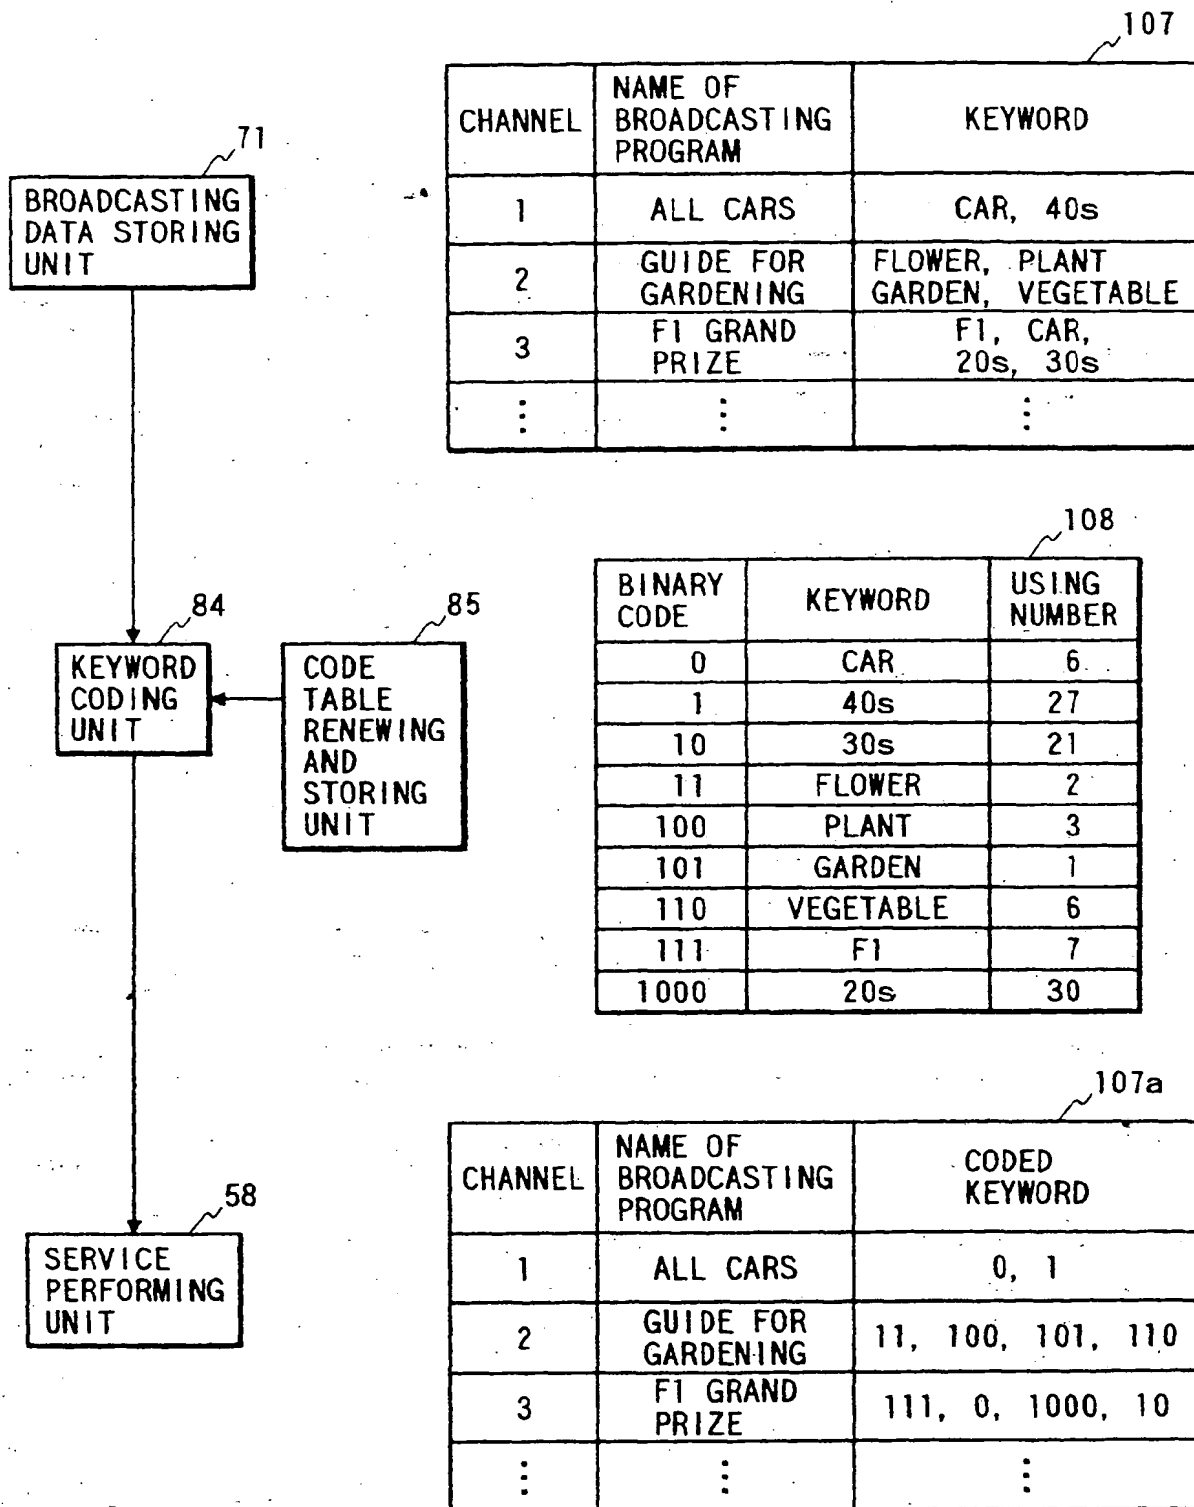 107
CHANNEL
NAME OF
BROADCASTING
PROGRAM
KEYWORD
1
ALL CARS
CAR, 40s
2
GUIDE FOR
GARDENING
FLOWER, PLANT
GARDEN, VEGETABLE
3
F1 GRAND
PRIZE
F1, CAR,
20s, 30s
71
BROADCASTING
DATA STORING
UNIT
84
KEYWORD
CODING
UNIT
85
CODE
TABLE
RENEWING
AND
STORING
UNIT
108
BINARY
CODE
KEYWORD
USING
NUMBER
0 CAR 6
1 40s 27
10 30s 21
11 FLOWER 2
100 PLANT 3
101 GARDEN 1
110 VEGETABLE 6
111 F1 7
1000 20s 30
58
SERVICE
PERFORMING
UNIT
107a
CHANNEL
NAME OF
BROADCASTING
PROGRAM
CODED
KEYWORD
1
ALL CARS
0, 1
2
GUIDE FOR
GARDENING
11, 100, 101, 110
3
F1 GRAND
PRIZE
111, 0, 1000, 10